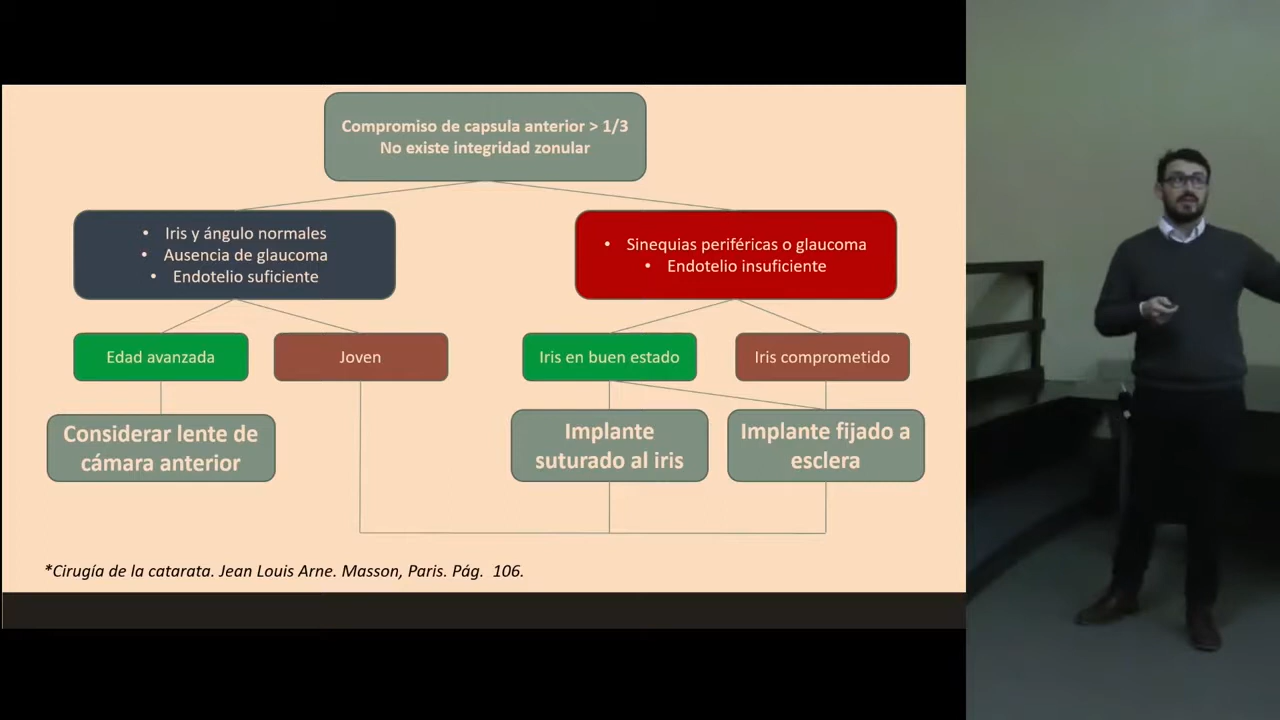 Compromiso de capsula anterior > 1/3
No existe integridad zonular
• Iris y ángulo normales
• Ausencia de glaucoma
• Endotelio suficiente
• Sinequias periféricas o glaucoma
• Endotelio insuficiente
Edad avanzada
Joven
Iris en buen estado
Iris comprometido
Considerar lente de
cámara anterior
Implante
suturado al iris
Implante fijado a
esclera
*Cirugía de la catarata. Jean Louis Arne. Masson, Paris. Pág. 106.